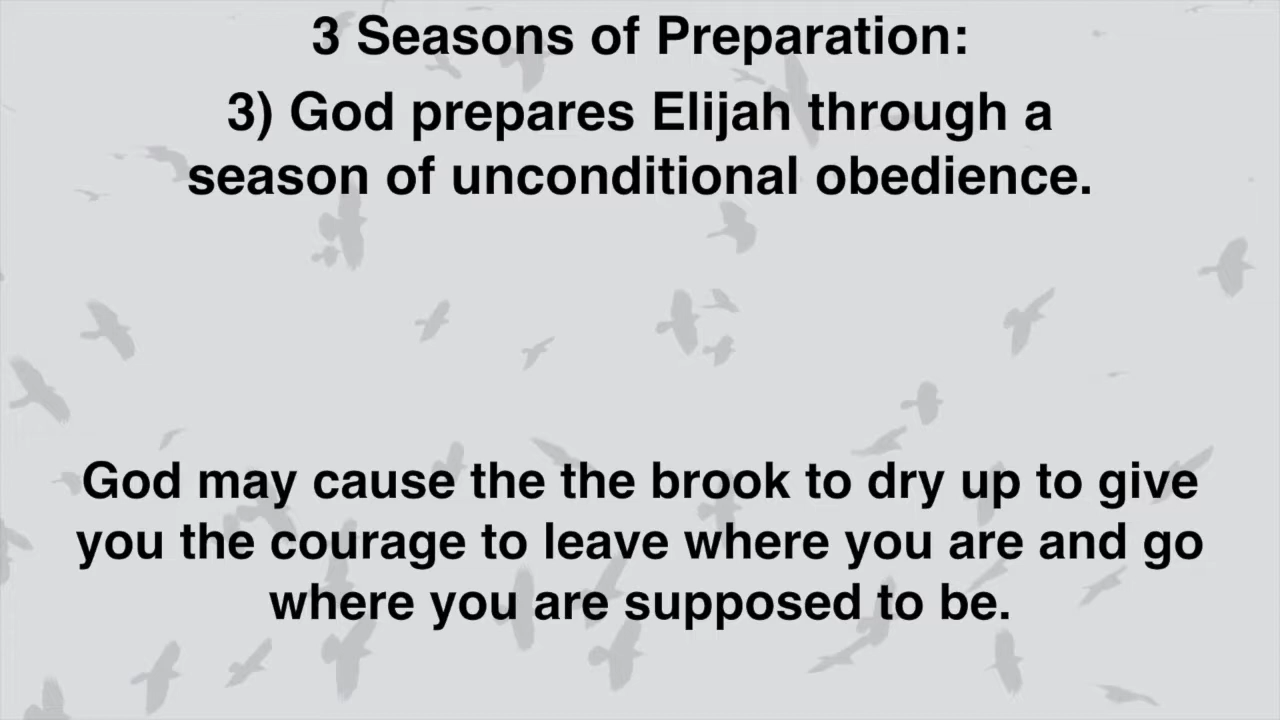 3 Seasons of Preparation:
3) God prepares Elijah through a
season of unconditional obedience.
God may cause the the brook to dry up to give
you the courage to leave where you are and go
where you are supposed to be.